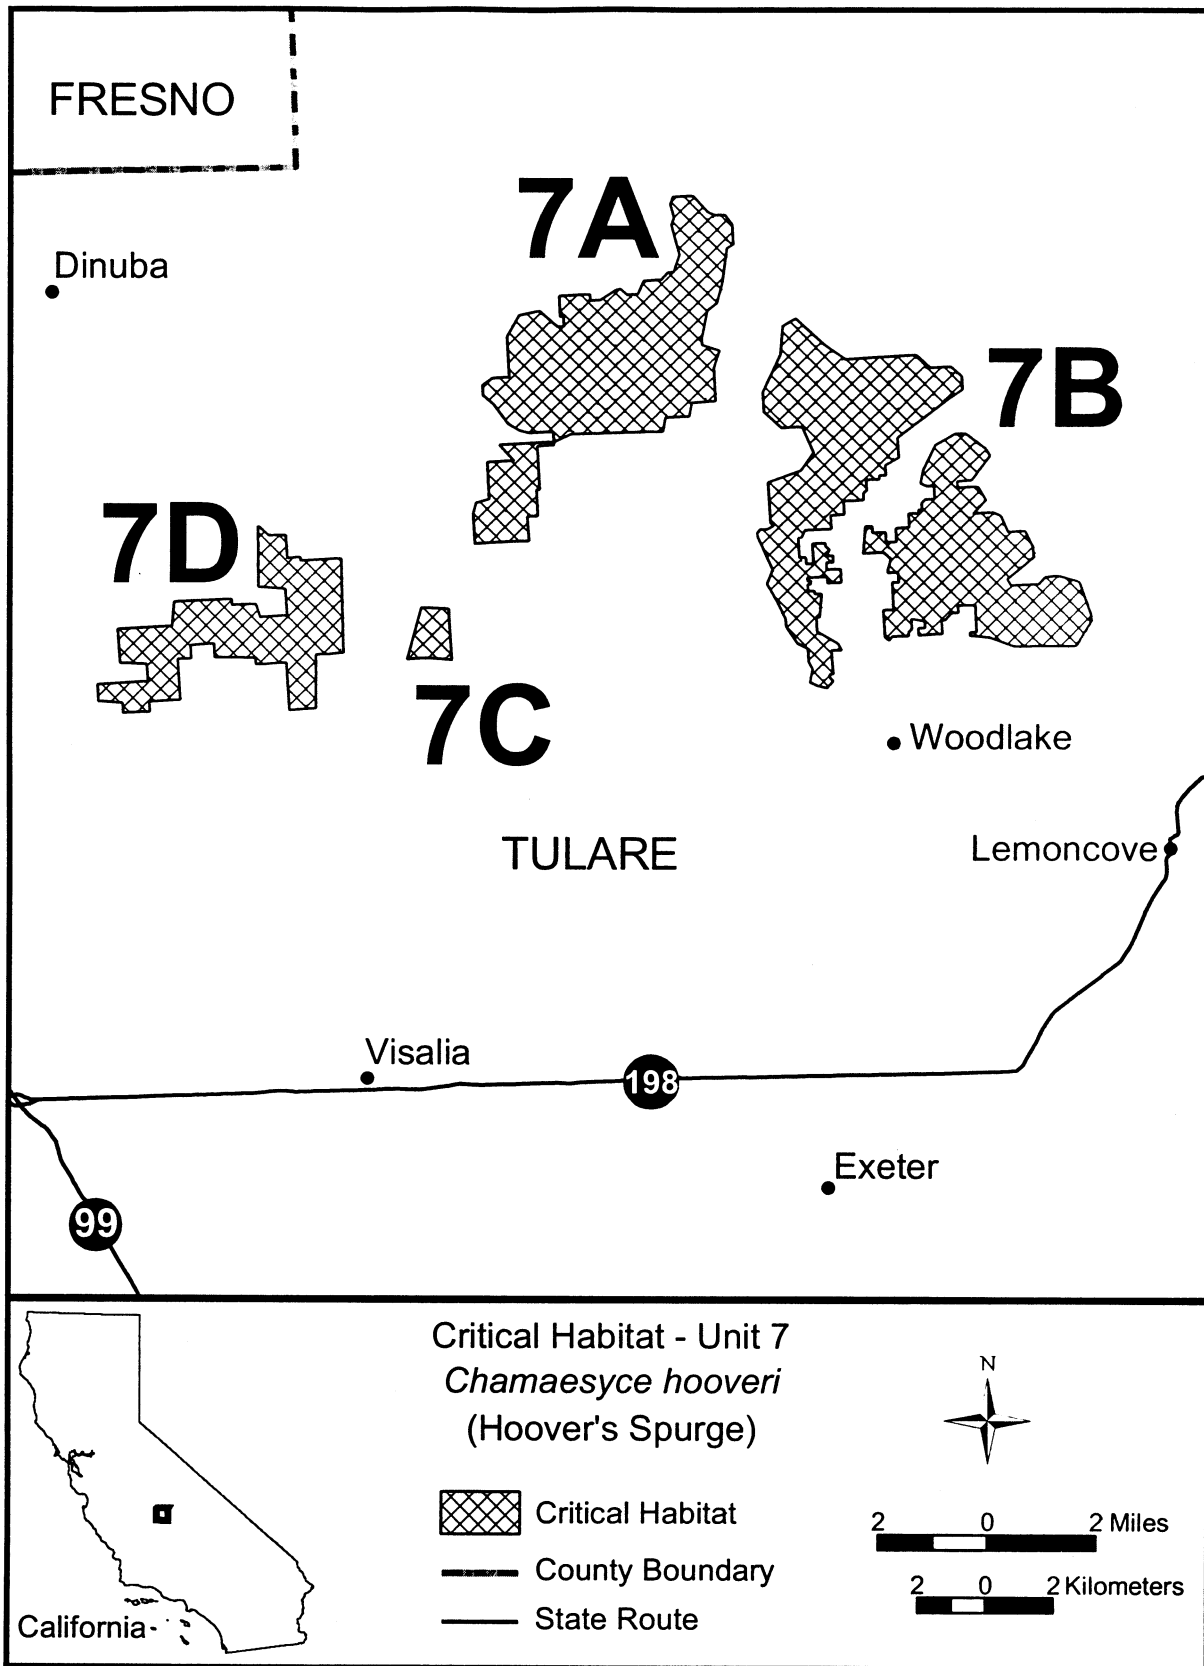 FRESNO
7A
Dinuba
7B
7D
7C
Woodlake
TULARE
Lemoncove
Visalia
198
Exeter
99
Critical Habitat - Unit 7
Chamaesyce hooveri
(Hoover's Spurge)
N
Critical Habitat
County Boundary
State Route
2 0 2 Miles
2 0 2 Kilometers
California